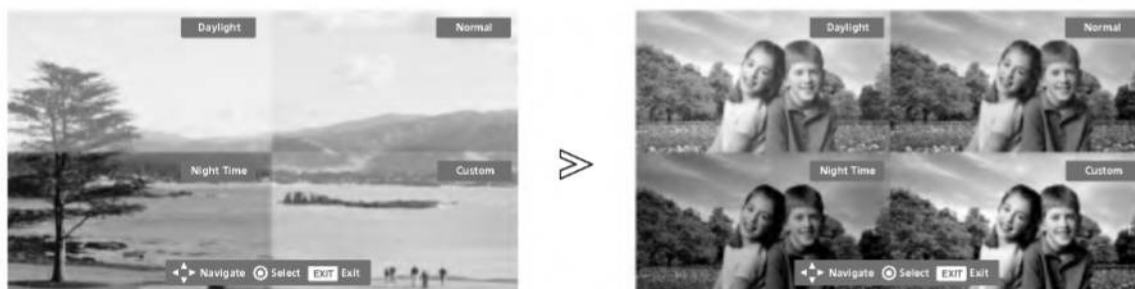 Daylight
Normal
Night Time
Custom
Navigate Select EXIT Exit
Daylight
Normal
Night Time
Custom
Navigate Select EXIT Exit